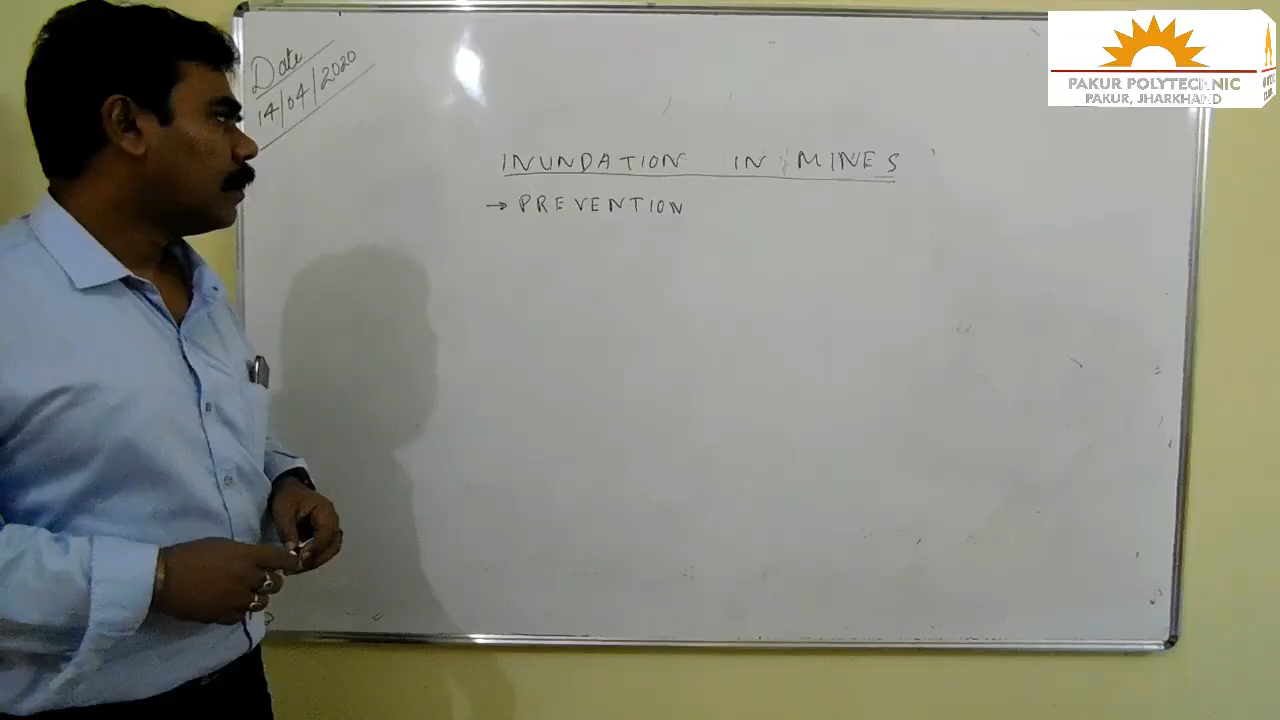 Date
14/04/2020
INUNDATION IN MINES
→ PREVENTION
PAKUR POLYTECHNIC
PAKUR, JHARKHAND